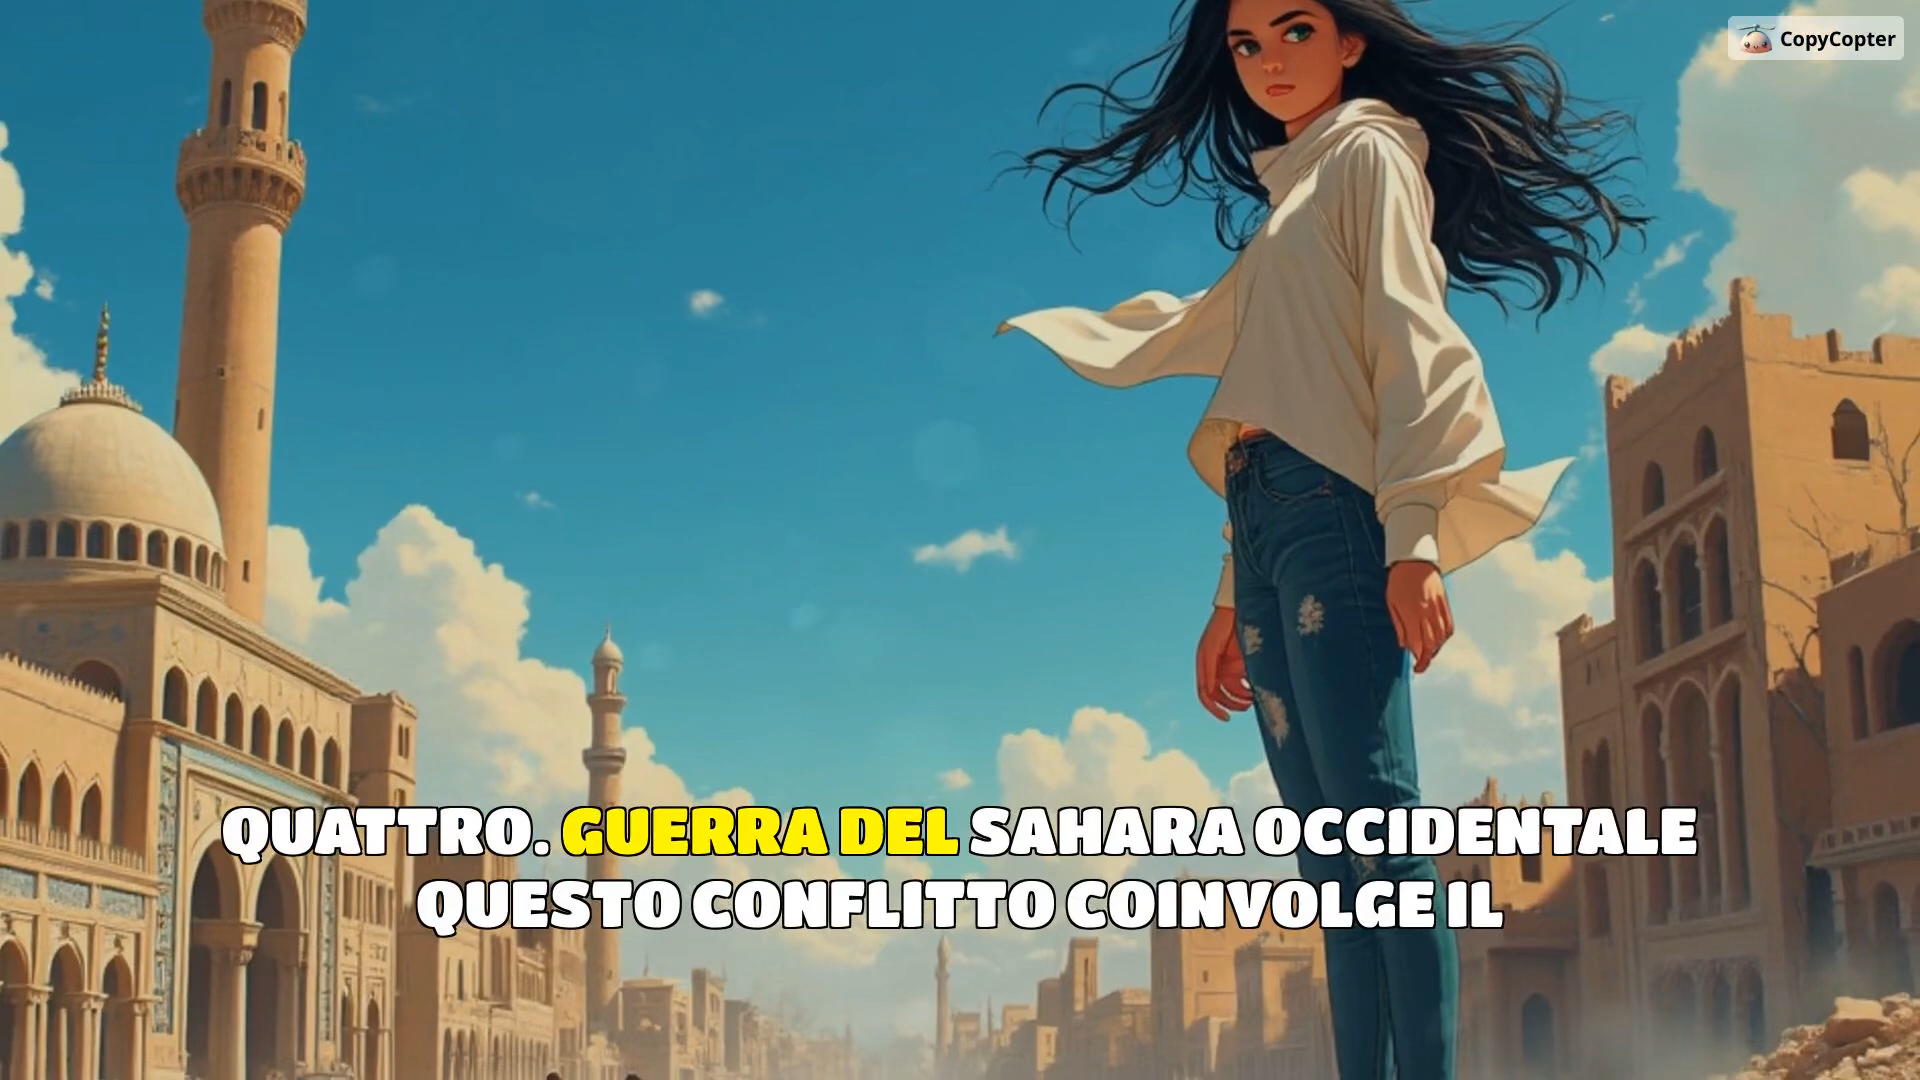 CopyCopter
QUATTRO. GUERRA DEL SAHARA OCCIDENTALE
QUESTO CONFLITTO COINVOLGE IL